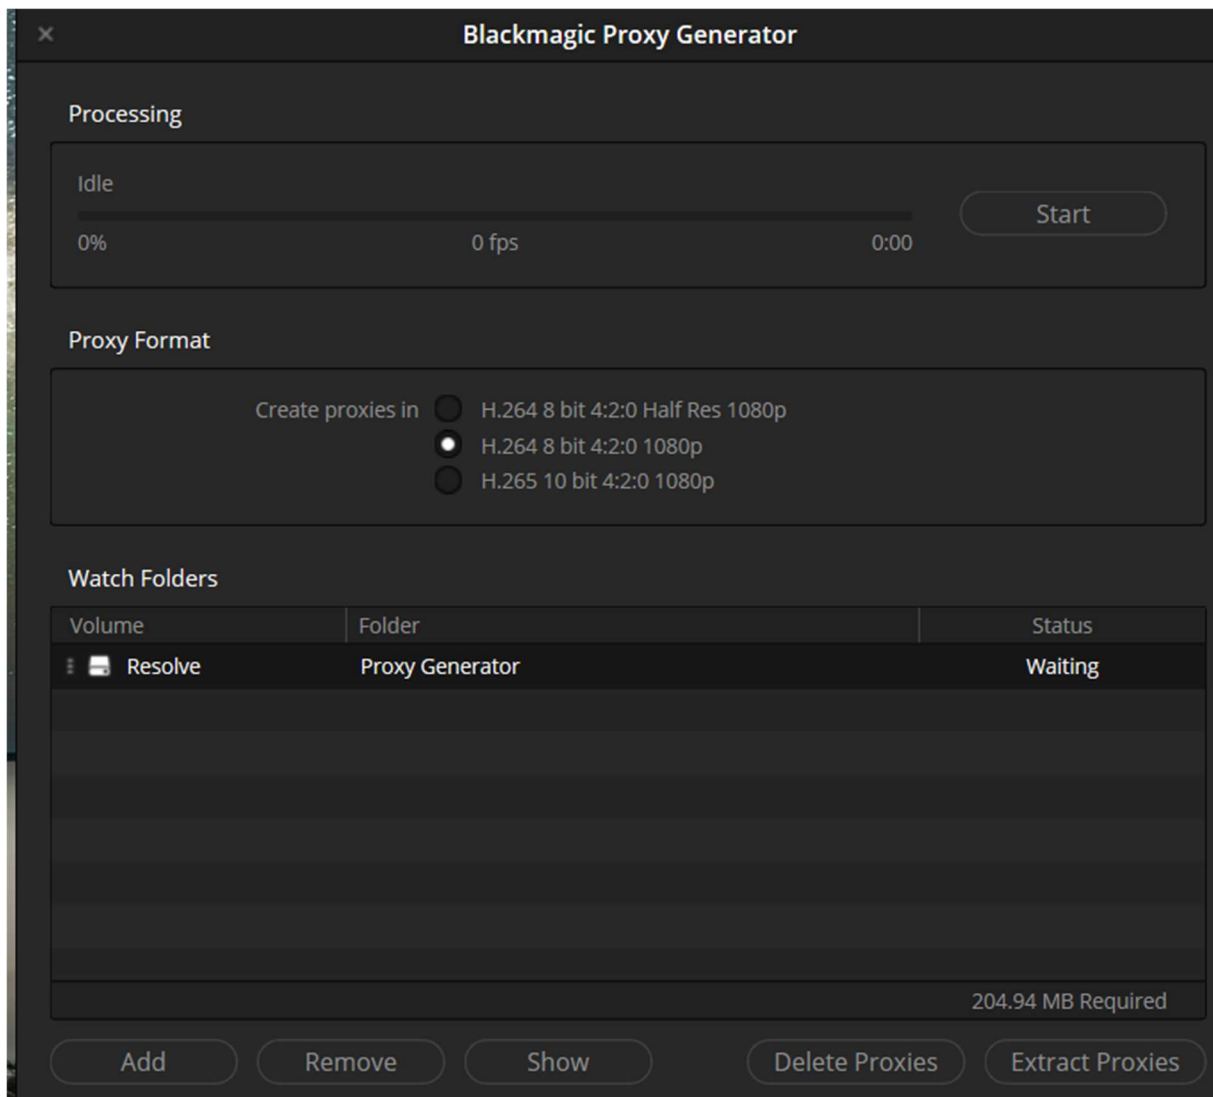 Blackmagic Proxy Generator
Processing
Idle
Start
0% 0 fps 0:00
Proxy Format
Create proxies in H.264 8 bit 4:2:0 Half Res 1080p
H.264 8 bit 4:2:0 1080p
H.265 10 bit 4:2:0 1080p
Watch Folders
Volume Folder Status
Resolve Proxy Generator Waiting
204.94 MB Required
Add Remove Show Delete Proxies Extract Proxies